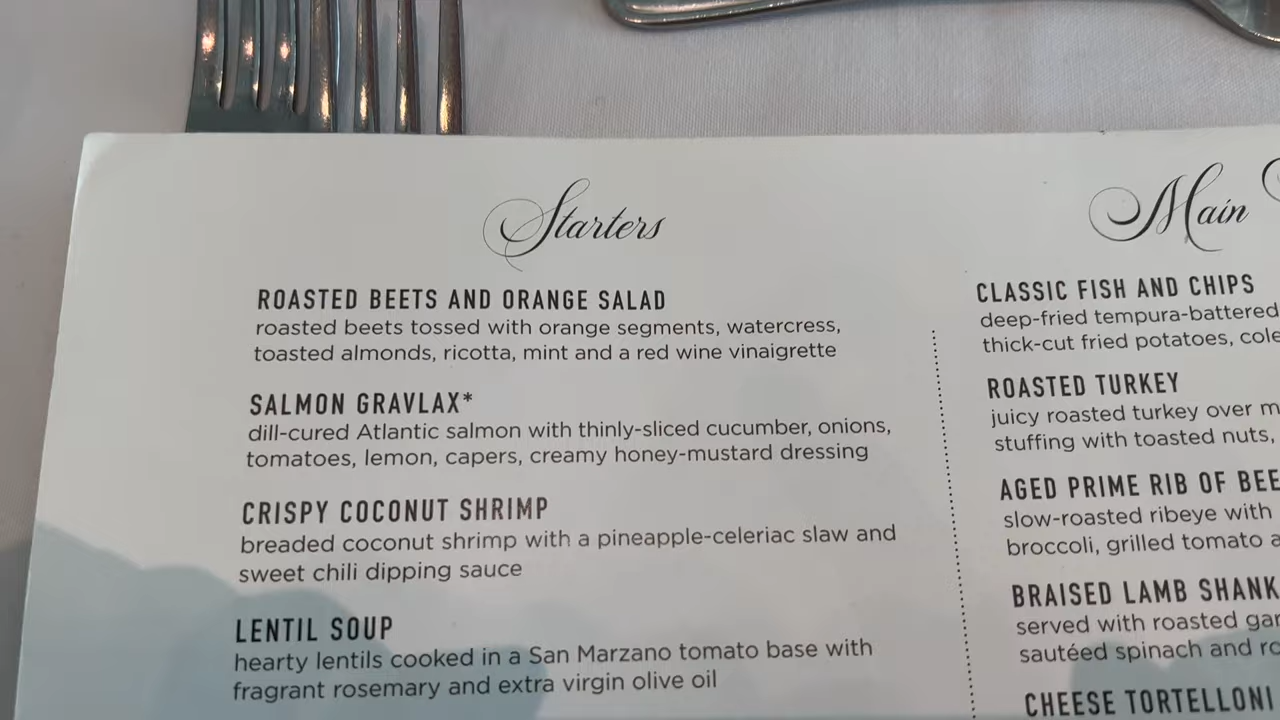 Starters
ROASTED BEETS AND ORANGE SALAD
roasted beets tossed with orange segments, watercress,
toasted almonds, ricotta, mint and a red wine vinaigrette
SALMON GRAVLAX*
dill-cured Atlantic salmon with thinly-sliced cucumber, onions,
tomatoes, lemon, capers, creamy honey-mustard dressing
CRISPY COCONUT SHRIMP
breaded coconut shrimp with a pineapple-celeriac slaw and
sweet chili dipping sauce
LENTIL SOUP
hearty lentils cooked in a San Marzano tomato base with
fragrant rosemary and extra virgin olive oil
Main
CLASSIC FISH AND CHIPS
deep-fried tempura-battered
thick-cut fried potatoes,
ROASTED TURKEY
juicy roasted turkey over
stuffing with toasted nuts,
AGED PRIME RIB OF
slow-roasted ribeye with
broccoli, grilled tomato
BRAISED LAMB SHANK
served with roasted
sautéed spinach and
CHEESE TORTELLONI